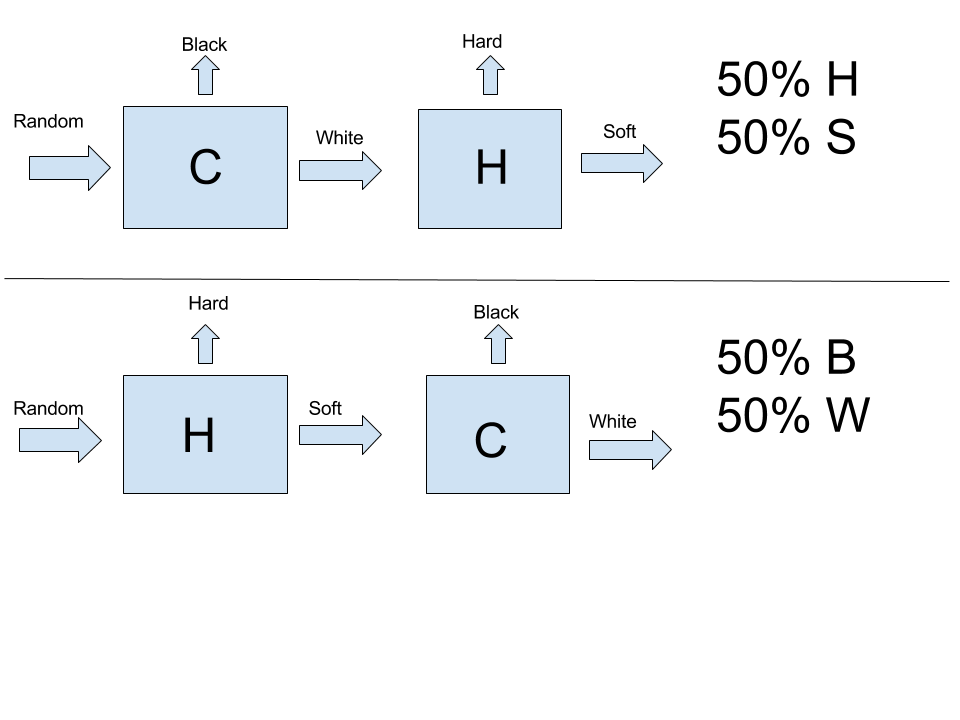 Black
Hard
Random
White
Soft
C
H
50% H
50% S
Hard
Black
Random
Soft
White
H
C
50% B
50% W